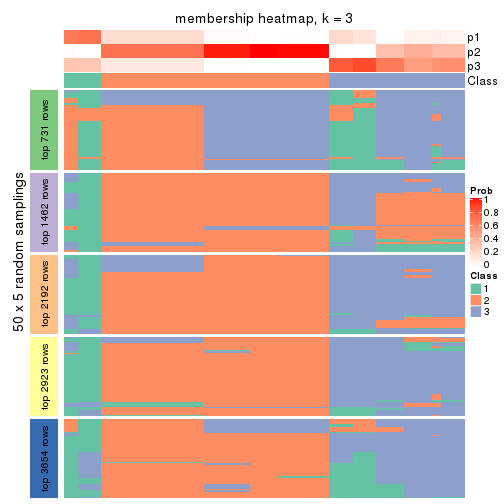 membership heatmap, k = 3
p1
p2
p3
Class
50 x 5 random samplings
top 731 rows
top 1462 rows
top 2192 rows
top 2923 rows
top 3654 rows
Prob
1
0.8
0.6
0.4
0.2
0
Class
1
2
3